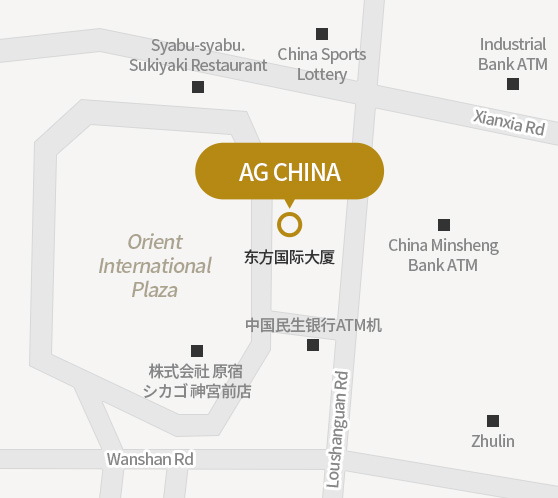 Syabu-syabu.
Sukiyaki Restaurant
China Sports
Lottery
Industrial
Bank ATM
Xianxia Rd
AG CHINA
东方国际大厦
Orient
International
Plaza
China Minsheng
Bank ATM
中国民生银行ATM机
株式会社 原宿
シカゴ 神宮前店
Loushanguan Rd
Zhulin
Wanshan Rd